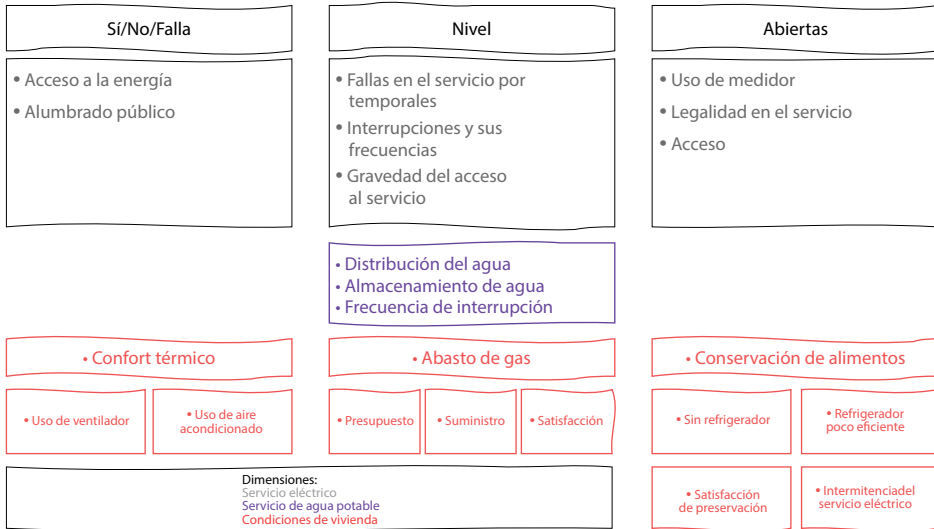 Sí/No/Falla
Nivel
Abiertas
• Acceso a la energía
• Alumbrado público
• Fallas en el servicio por
temporales
• Interrupciones y sus
frecuencias
• Gravedad del acceso
al servicio
• Uso de medidor
• Legalidad en el servicio
• Acceso
• Distribución del agua
• Almacenamiento de agua
• Frecuencia de interrupción
• Confort térmico
• Abasto de gas
• Conservación de alimentos
• Uso de ventilador
• Uso de aire
acondicionado
• Presupuesto
• Suministro
• Satisfacción
• Sin refrigerador
• Refrigerador
poco eficiente
Dimensiones:
Servicio eléctrico
Servicio de agua potable
Condiciones de vivienda
• Satisfacción
de preservación
• Intermitenciadel
servicio eléctrico